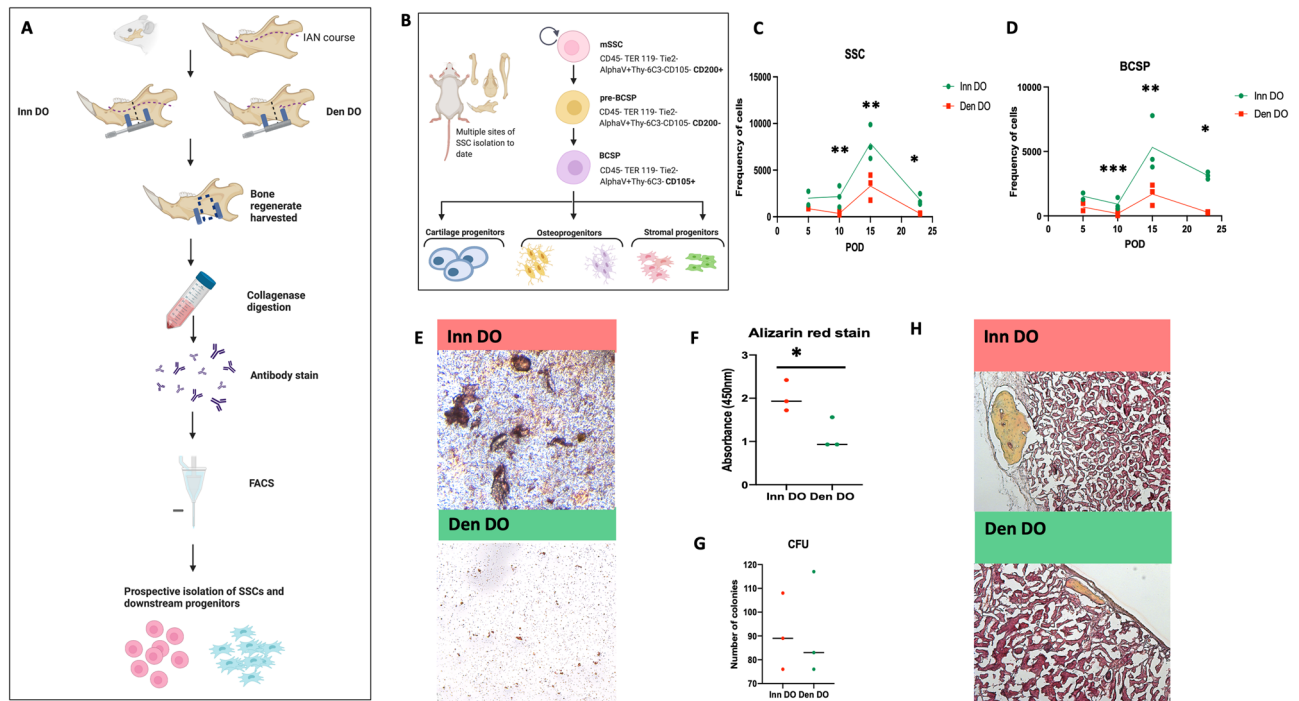 A
IAN course
Inn DO
Den DO
Bone
regenerate
harvested
Collagenase
digestion
Antibody stain
FACS
Prospective isolation of SSCs and
downstream progenitors
B
mSSC
CD45- TER 119- Tie2-
AlphaV+Thy-6C3-CD105- CD200+
pre-BCSP
CD45- TER 119- Tie2-
AlphaV+Thy-6C3-CD105- CD200-
BCSP
CD45- TER 119- Tie2-
AlphaV+Thy-6C3- CD105+
Multiple sites of
SSC isolation to
date
Cartilage progenitors
Osteoprogenitors
Stromal progenitors
C
SSC
Frequency of cells
15000
10000
5000
0
0 5 10 15 20 25
POD
** ** *
Inn DO
Den DO
D
BCSP
Frequency of cells
10000
8000
6000
4000
2000
0
0 5 10 15 20 25
POD
*** ** *
Inn DO
Den DO
E
Inn DO
Den DO
F
Alizarin red stain
*
Absorbance (450nm)
3
2
1
0
Inn DO Den DO
G
CFU
Number of colonies
120
110
100
90
80
70
Inn DO Den DO
H
Inn DO
Den DO